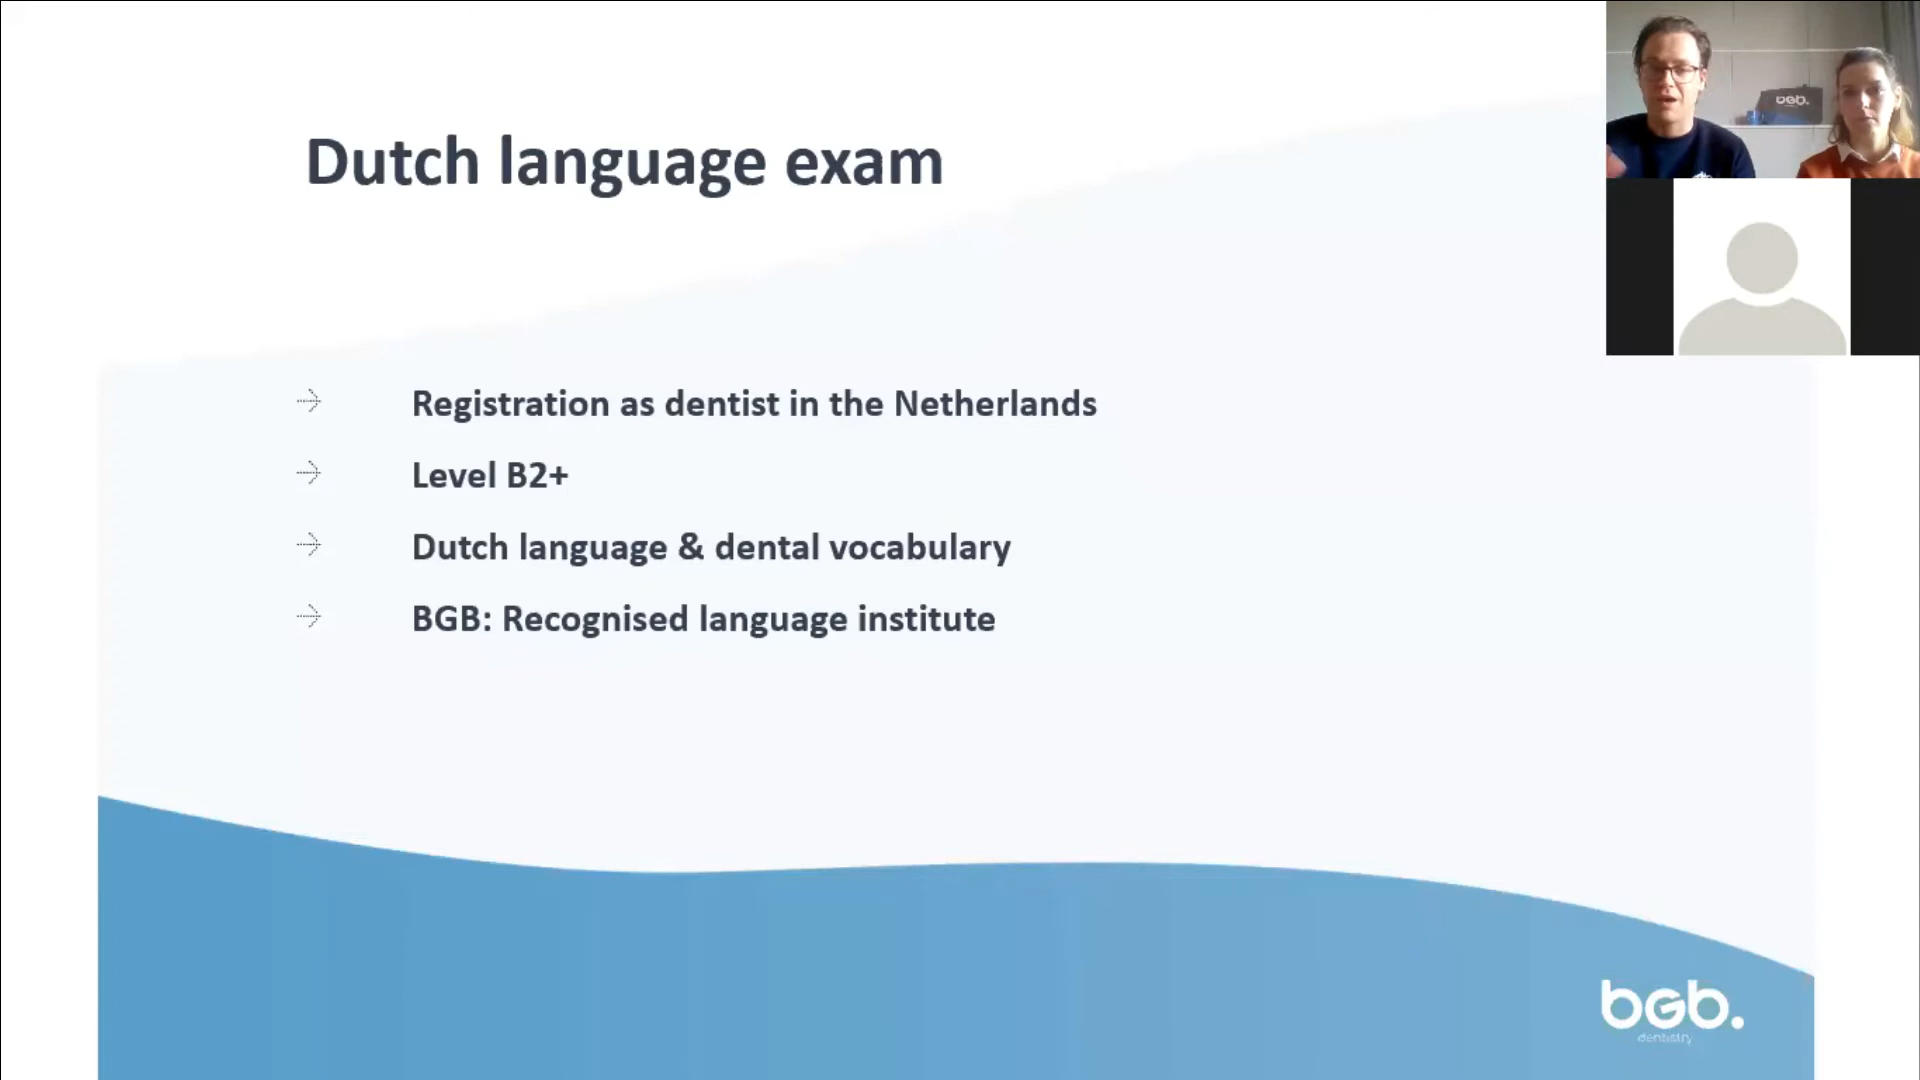 Dutch language exam
Registration as dentist in the Netherlands
Level B2+
Dutch language & dental vocabulary
BGB: Recognised language institute
bGb.
bGb.
dentistry